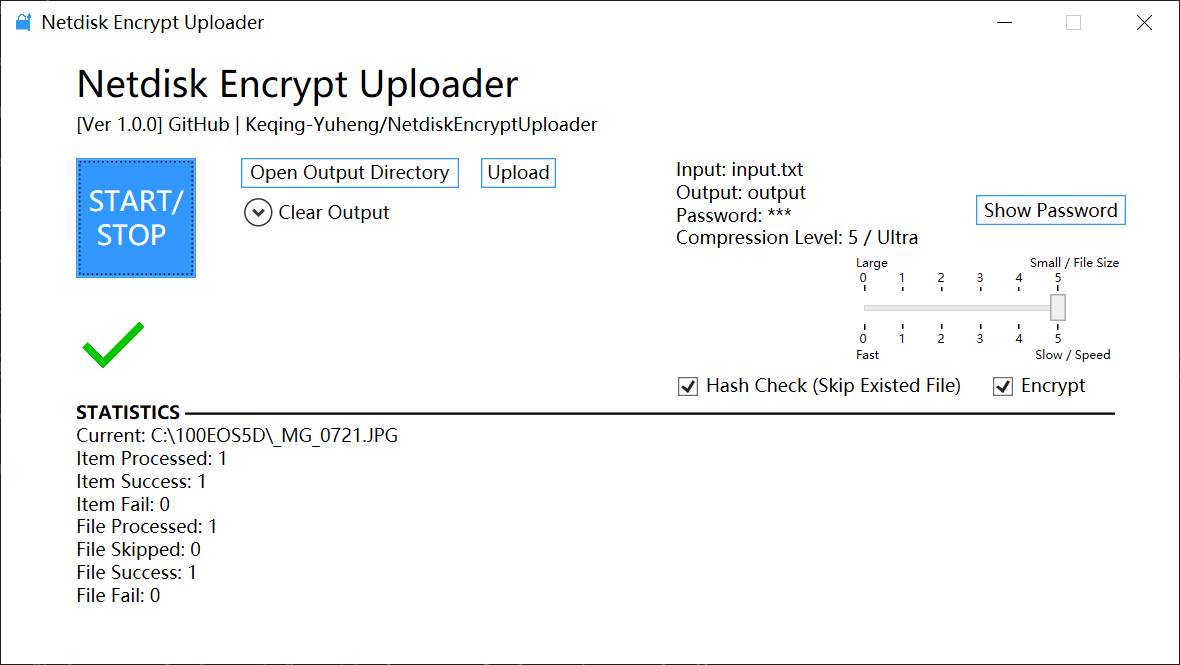 Netdisk Encrypt Uploader
Netdisk Encrypt Uploader
[Ver 1.0.0] GitHub | Keqing-Yuheng/NetdiskEncryptUploader
START/
STOP
Open Output Directory
Upload
Clear Output
Input: input.txt
Output: output
Password: ***
Compression Level: 5 / Ultra
Show Password
Large
Small / File Size
0 1 2 3 4 5
0 1 2 3 4 5
Fast
Slow / Speed
Hash Check (Skip Existed File)
Encrypt
STATISTICS
Current: C:\100EOS5D\_MG_0721.JPG
Item Processed: 1
Item Success: 1
Item Fail: 0
File Processed: 1
File Skipped: 0
File Success: 1
File Fail: 0